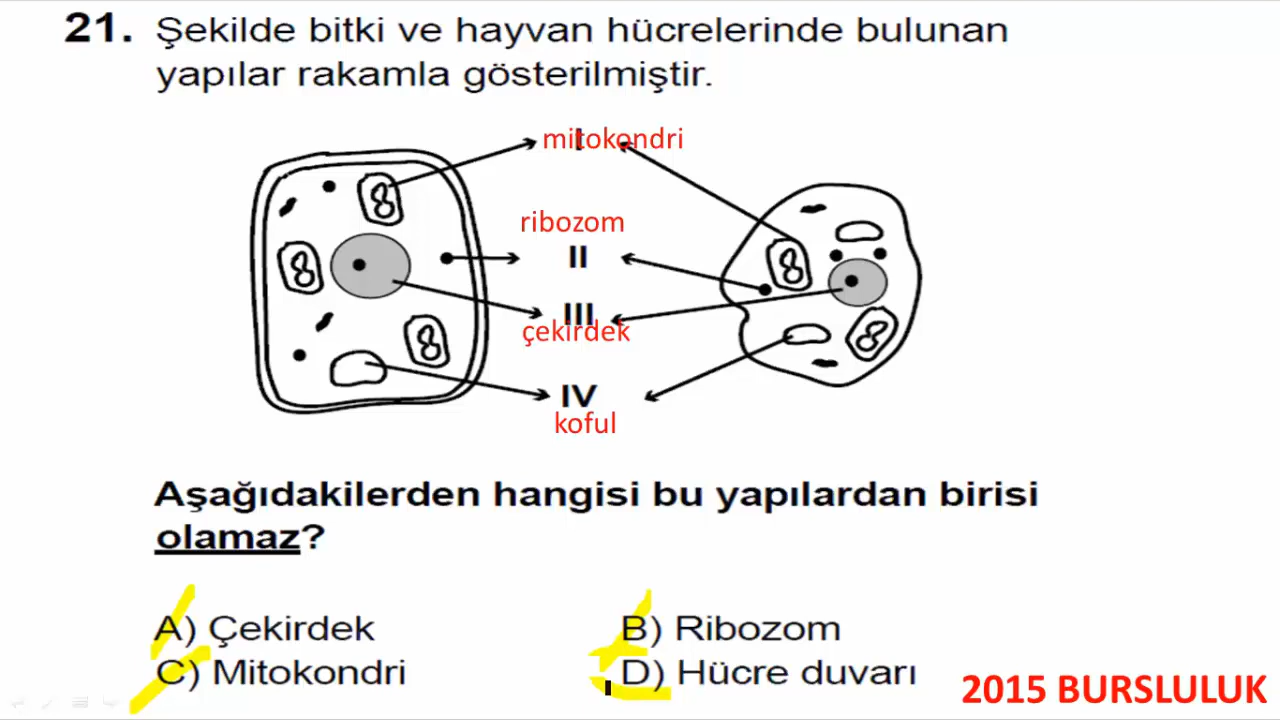 21. Şekilde bitki ve hayvan hücrelerinde bulunan
yapılar rakamla gösterilmiştir.
I
mitokondri
ribozom
II
III
çekirdek
IV
koful
Aşağıdakilerden hangisi bu yapılardan birisi
olamaz?
A) Çekirdek
B) Ribozom
C) Mitokondri
D) Hücre duvarı
2015 BURSLULUK